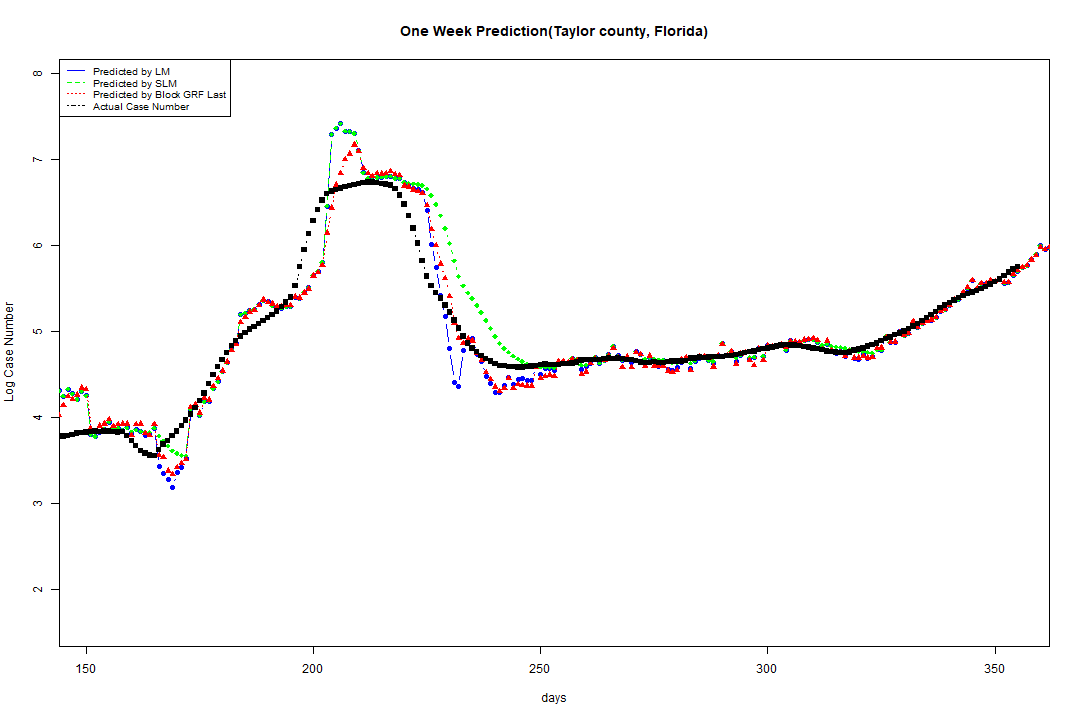 One Week Prediction(Taylor county, Florida)
Predicted by LM
Predicted by SLM
Predicted by Block GRF Last
Actual Case Number
8
7
6
5
4
3
2
Log Case Number
150 200 250 300 350
days